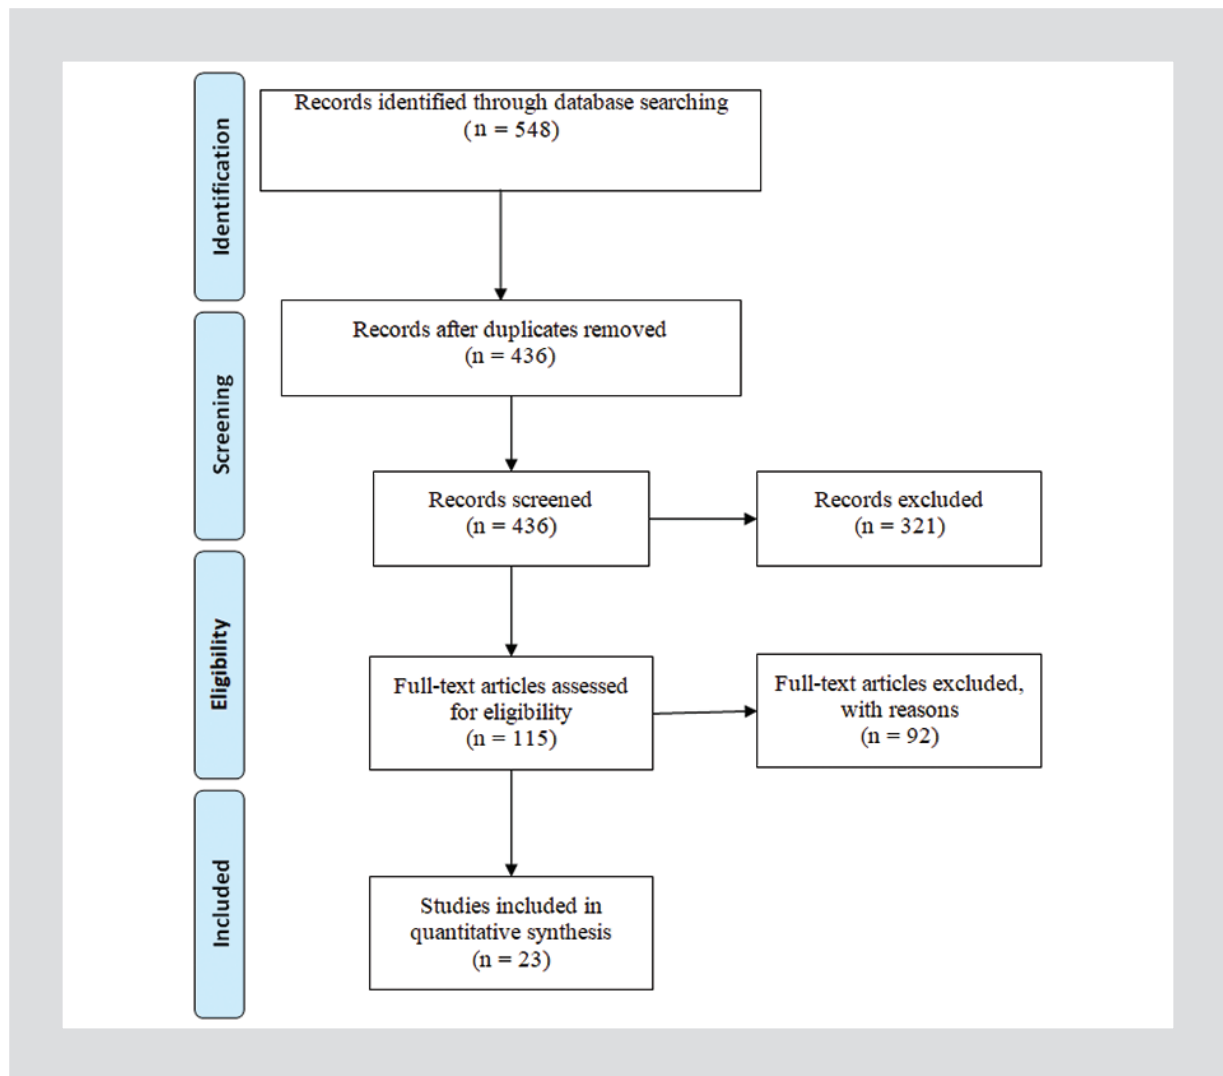 Identification
Records identified through database searching
(n = 548)
Records after duplicates removed
(n = 436)
Screening
Records screened
(n = 436)
Records excluded
(n = 321)
Eligibility
Full-text articles assessed
for eligibility
(n = 115)
Full-text articles excluded,
with reasons
(n = 92)
Included
Studies included in
quantitative synthesis
(n = 23)